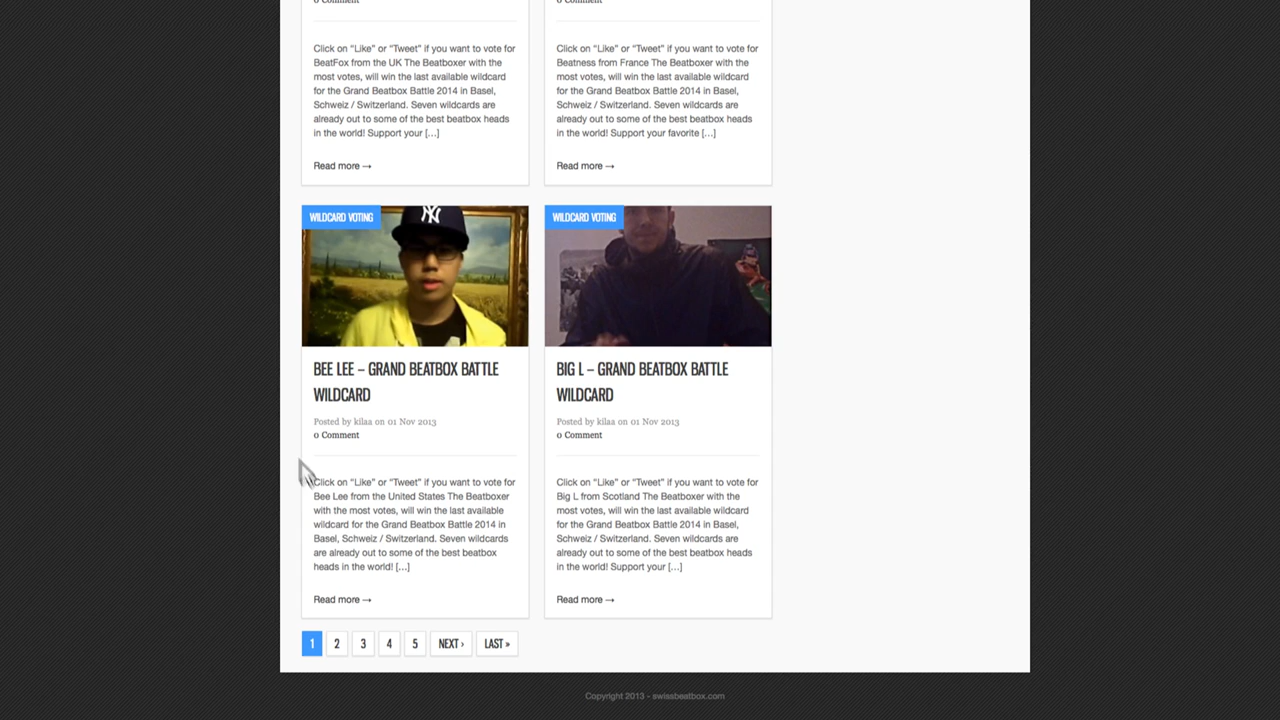 0 Comment
Click on “Like” or “Tweet” if you want to vote for
BeatFox from the UK The Beatboxer with the
most votes, will win the last available wildcard
for the Grand Beatbox Battle 2014 in Basel,
Schweiz / Switzerland. Seven wildcards are
already out to some of the best beatbox heads
in the world! Support your [...]
Read more →
0 Comment
Click on “Like” or “Tweet” if you want to vote for
Beatness from France The Beatboxer with the
most votes, will win the last available wildcard
for the Grand Beatbox Battle 2014 in Basel,
Schweiz / Switzerland. Seven wildcards are
already out to some of the best beatbox heads
in the world! Support your favorite [...]
Read more →
WILDCARD VOTING
NY
BEE LEE – GRAND BEATBOX BATTLE
WILDCARD
Posted by kilaa on 01 Nov 2013
0 Comment
Click on “Like” or “Tweet” if you want to vote for
Bee Lee from the United States The Beatboxer
with the most votes, will win the last available
wildcard for the Grand Beatbox Battle 2014 in
Basel, Schweiz / Switzerland. Seven wildcards
are already out to some of the best beatbox
heads in the world! [...]
Read more →
WILDCARD VOTING
BIG L – GRAND BEATBOX BATTLE
WILDCARD
Posted by kilaa on 01 Nov 2013
0 Comment
Click on “Like” or “Tweet” if you want to vote for
Big L from Scotland The Beatboxer with the
most votes, will win the last available wildcard
for the Grand Beatbox Battle 2014 in Basel,
Schweiz / Switzerland. Seven wildcards are
already out to some of the best beatbox heads
in the world! Support your [...]
Read more →
1 2 3 4 5 NEXT › LAST »
Copyright 2013 - swissbeatbox.com